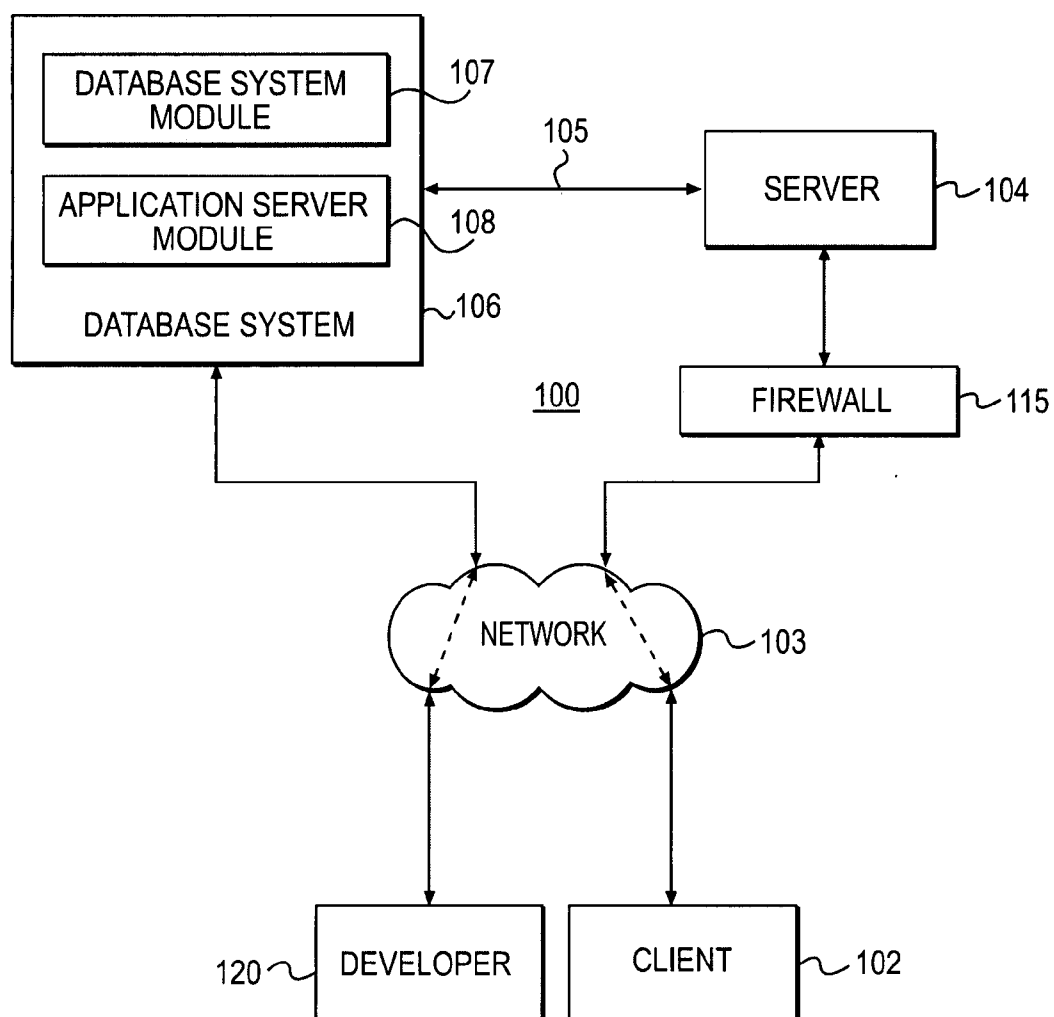 DATABASE SYSTEM
MODULE
107
APPLICATION SERVER
MODULE
108
DATABASE SYSTEM
106
105
SERVER
104
100
FIREWALL
115
NETWORK
103
120
DEVELOPER
CLIENT
102